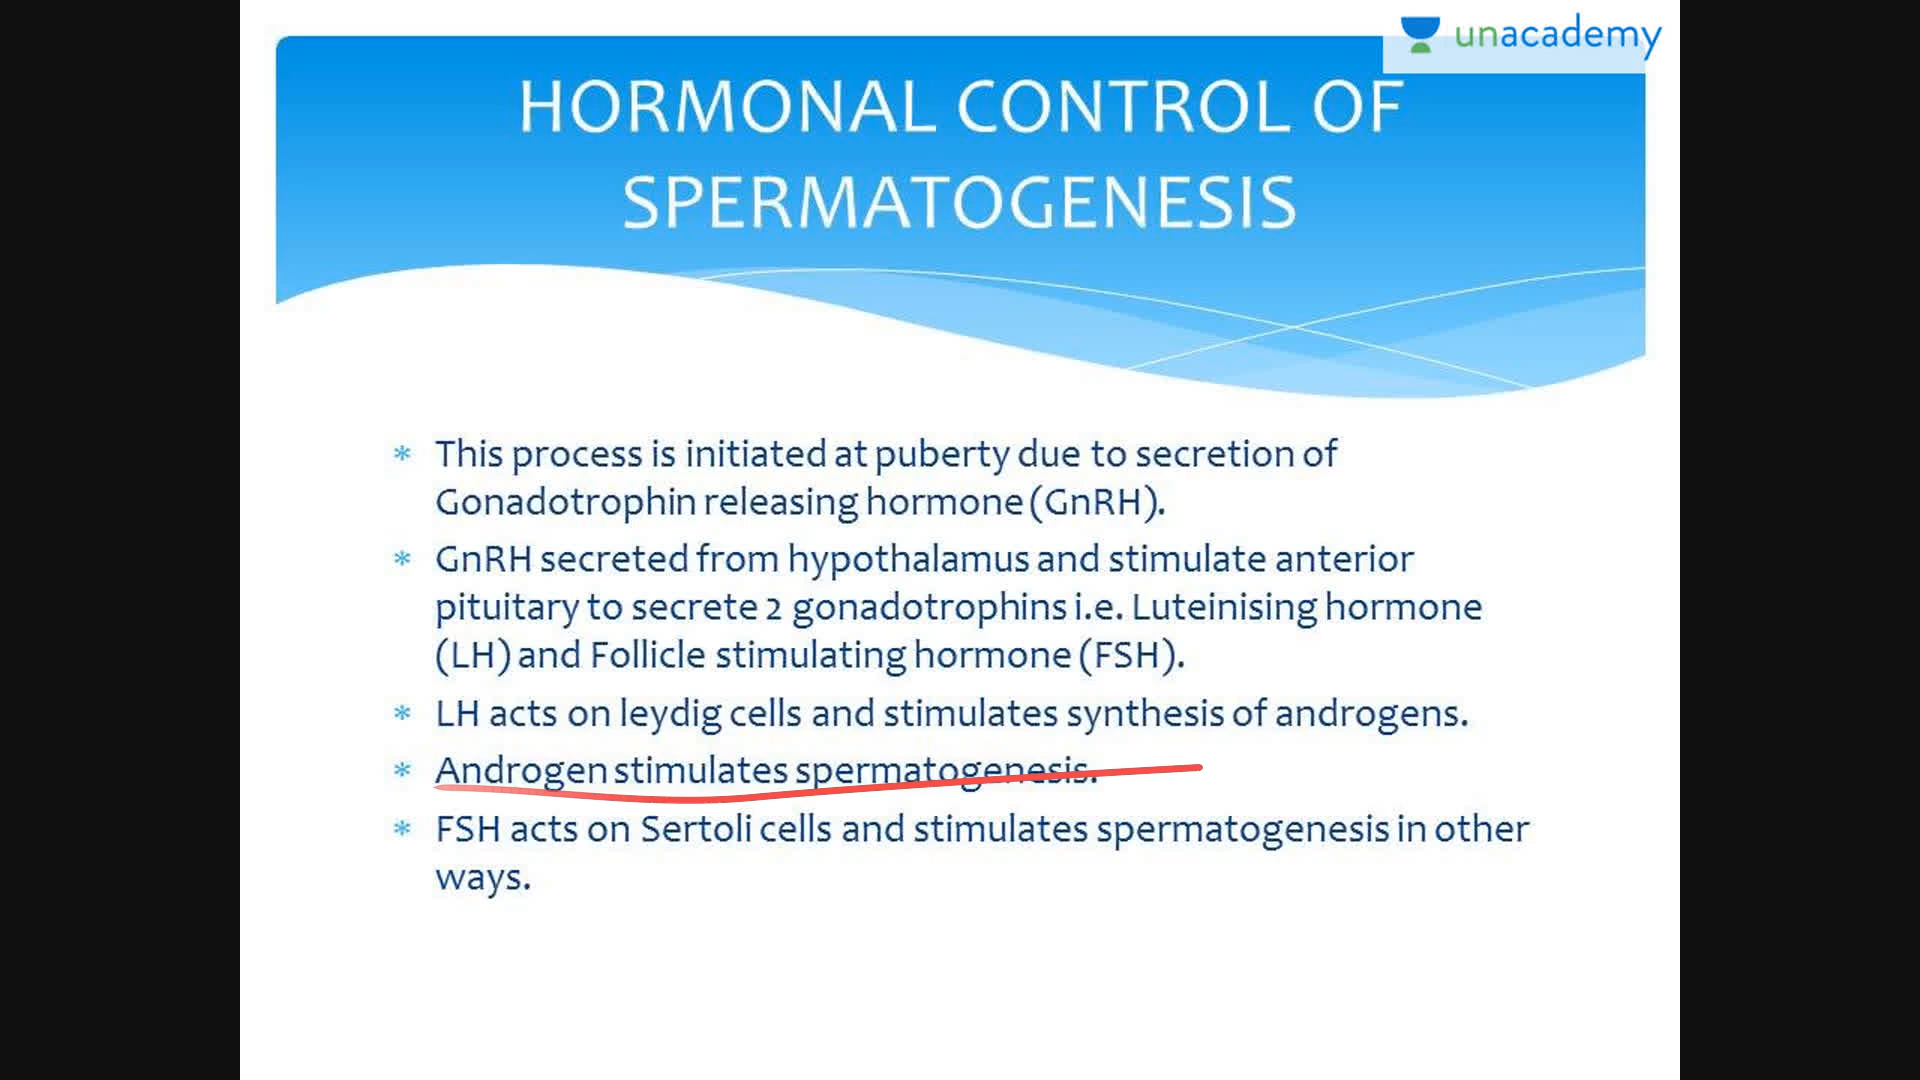 unacademy
HORMONAL CONTROL OF
SPERMATOGENESIS
* This process is initiated at puberty due to secretion of
Gonadotrophin releasing hormone (GnRH).
* GnRH secreted from hypothalamus and stimulate anterior
pituitary to secrete 2 gonadotrophins i.e. Luteinising hormone
(LH) and Follicle stimulating hormone (FSH).
* LH acts on leydig cells and stimulates synthesis of androgens.
* Androgen stimulates spermatogenesis.
* FSH acts on Sertoli cells and stimulates spermatogenesis in other
ways.